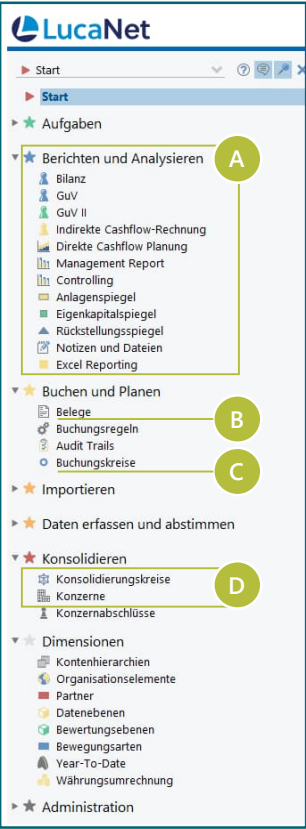 LucaNet
Start
Start
Aufgaben
Berichten und Analysieren
A
Bilanz
GuV
GuV II
Indirekte Cashflow-Rechnung
Direkte Cashflow Planung
Management Report
Controlling
Anlagenspiegel
Eigenkapitalspiegel
Rückstellungsspiegel
Notizen und Dateien
Excel Reporting
Buchen und Planen
Belege
B
Buchungsregeln
Audit Trails
Buchungskreise
C
Importieren
Daten erfassen und abstimmen
Konsolidieren
Konsolidierungskreise
D
Konzerne
Konzernabschlüsse
Dimensionen
Kontenhierarchien
Organisationselemente
Partner
Datenebenen
Bewertungsebenen
Bewegungsarten
Year-To-Date
Währungsumrechnung
Administration